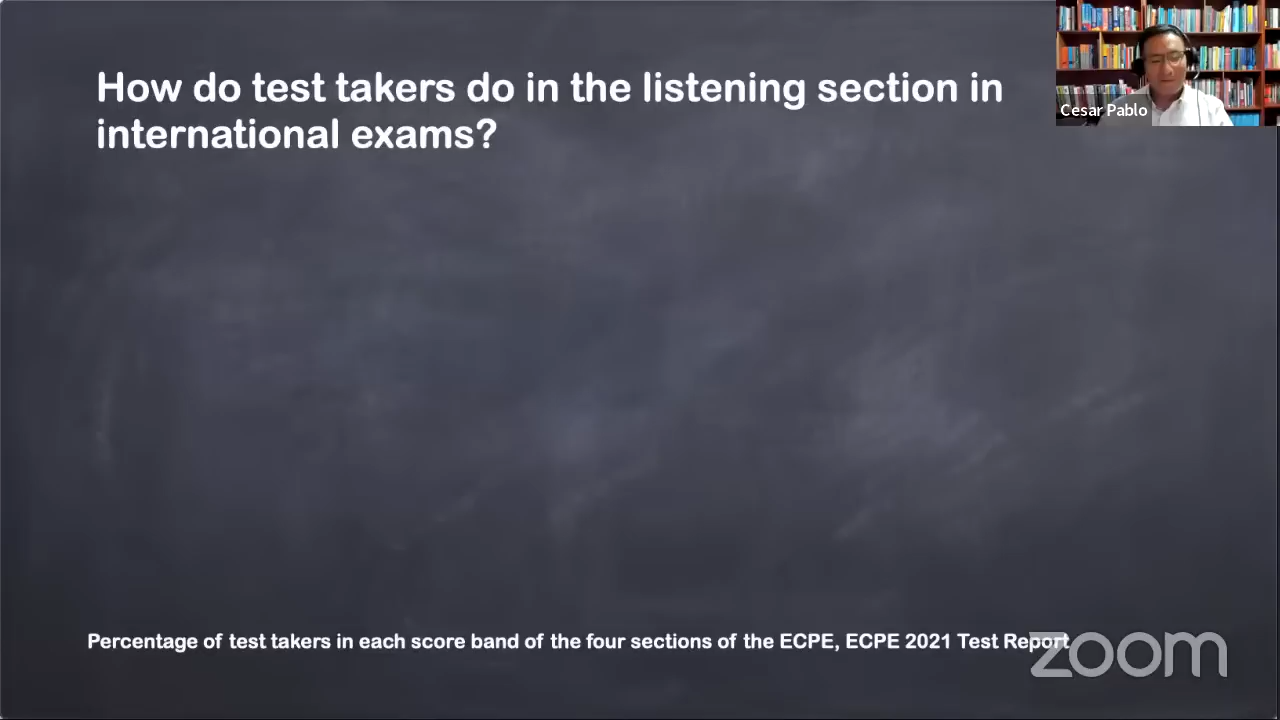 How do test takers do in the listening section in
international exams?
Cesar Pablo
Percentage of test takers in each score band of the four sections of the ECPE, ECPE 2021 Test Report
zoom